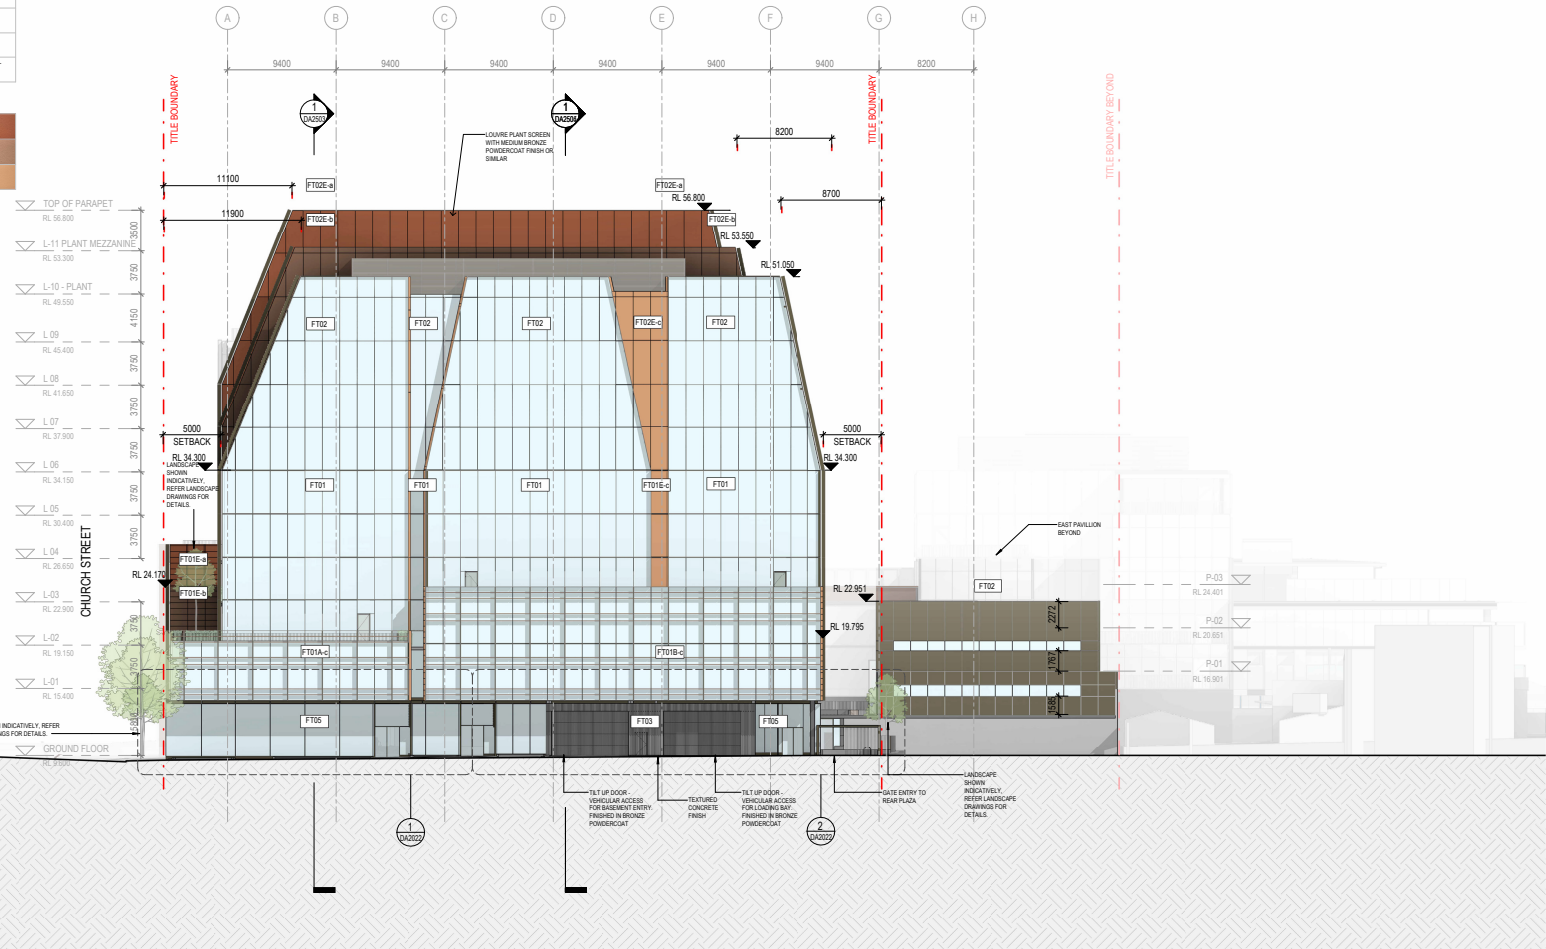 A
B
C
D
E
F
G
H
9400
9400
9400
9400
9400
9400
8200
TITLE BOUNDARY
TITLE BOUNDARY
TITLE BOUNDARY BEYOND
1
DA2503
1
LOUVRE PLANT SCREEN
WITH MEDIUM BRONZE
POWDERCOAT FINISH OR
SIMILAR
8200
11100
FT02E-a
FT02E-a
8700
RL 56.800
11900
FT02E-b
FT02E-b
RL 53.550
RL 51.050
TOP OF PARAPET
RL 56.800
3500
L-11 PLANT MEZZANINE
RL 53.300
3750
L-10 - PLANT
RL 49.550
4150
L 09
RL 45.400
3750
L 08
RL 41.650
3750
L 07
RL 37.900
3750
L 06
RL 34.150
3750
L 05
RL 30.400
3750
L 04
RL 26.650
L-03
RL 22.900
3750
L-02
RL 19.150
3750
L-01
RL 15.400
GROUND FLOOR
CHURCH STREET
FT02
FT02
FT02
FT02E-c
FT02
5000
SETBACK
5000
SETBACK
RL 34.300
RL 34.300
LANDSCAPE
SHOWN
INDICATIVELY,
REFER LANDSCAPE
DRAWINGS FOR
DETAILS.
FT01
FT01
FT01
FT01E-c
FT01
EAST PAVILLION
BEYOND
FT01E-a
RL 24.170
FT01E-b
RL 22.951
FT02
RL 19.795
2272
1767
1585
P-03
RL 24.401
P-02
RL 20.651
P-01
RL 16.901
FT01A-c
FT01B-c
FT05
FT03
FT05
INDICATIVELY, REFER
NGS FOR DETAILS.
TILT UP DOOR -
VEHICULAR ACCESS
FOR BASEMENT ENTRY.
FINISHED IN BRONZE
POWDERCOAT
TEXTURED
CONCRETE
FINISH
TILT UP DOOR -
VEHICULAR ACCESS
FOR LOADING BAY.
FINISHED IN BRONZE
POWDERCOAT
GATE ENTRY TO
REAR PLAZA
LANDSCAPE
SHOWN
INDICATIVELY,
REFER LANDSCAPE
DRAWINGS FOR
DETAILS.
1
DA2022
2
DA2022